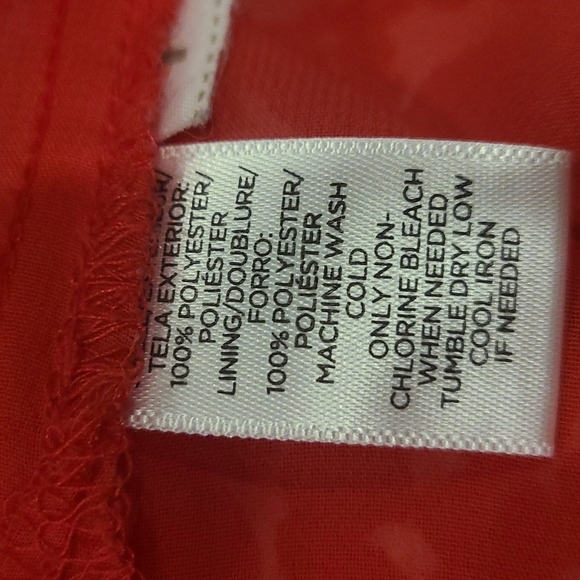 TELA EXTERIOR:
100% POLYESTER/
POLIÉSTER
LINING/DOUBLURE/
FORRO:
100% POLYESTER/
POLIÉSTER
MACHINE WASH
COLD
ONLY NON-
CHLORINE BLEACH
WHEN NEEDED
TUMBLE DRY LOW
COOL IRON
IF NEEDED